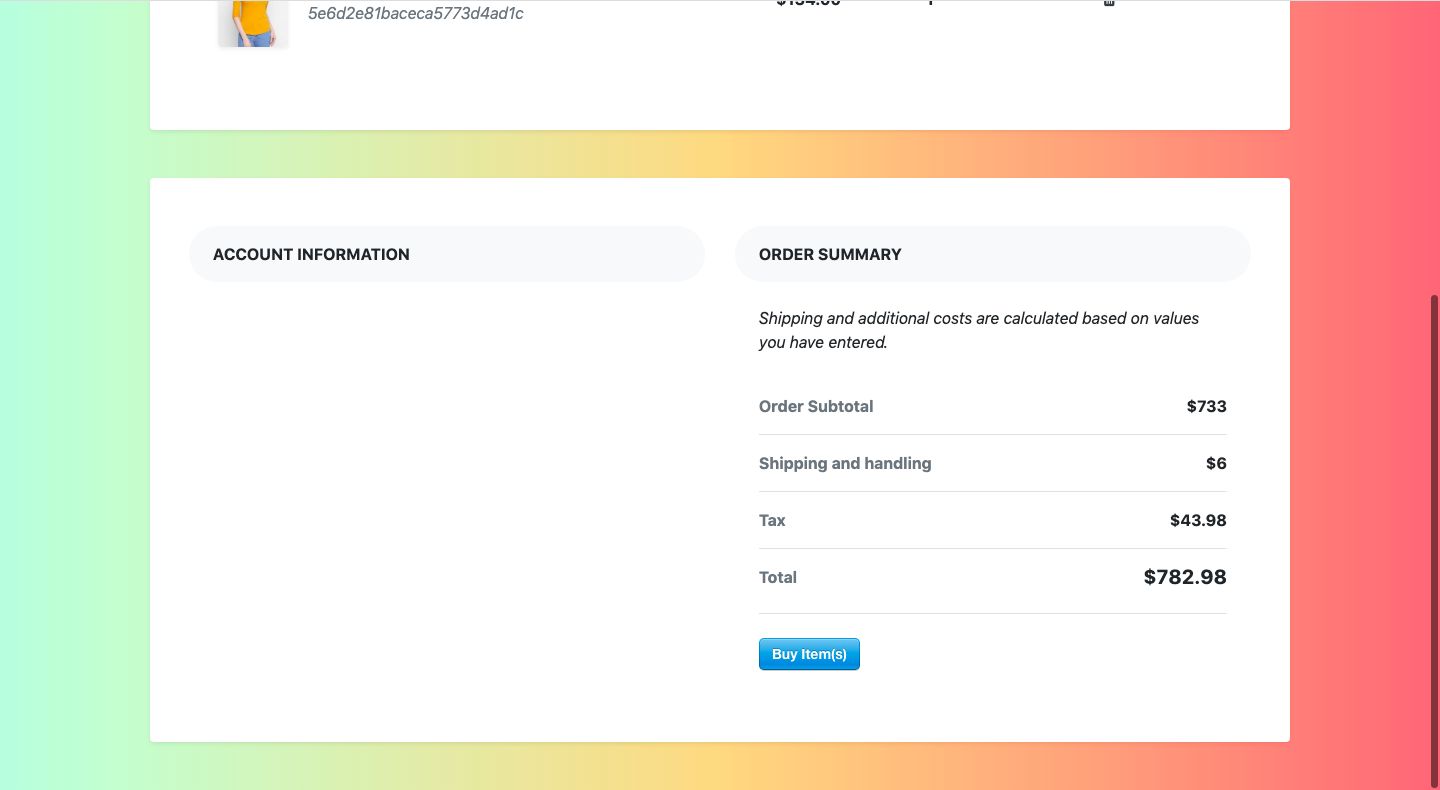 5e6d2e81baceca5773d4ad1c
ACCOUNT INFORMATION
ORDER SUMMARY
Shipping and additional costs are calculated based on values
you have entered.
Order Subtotal
$733
Shipping and handling
$6
Tax
$43.98
Total
$782.98
Buy Item(s)